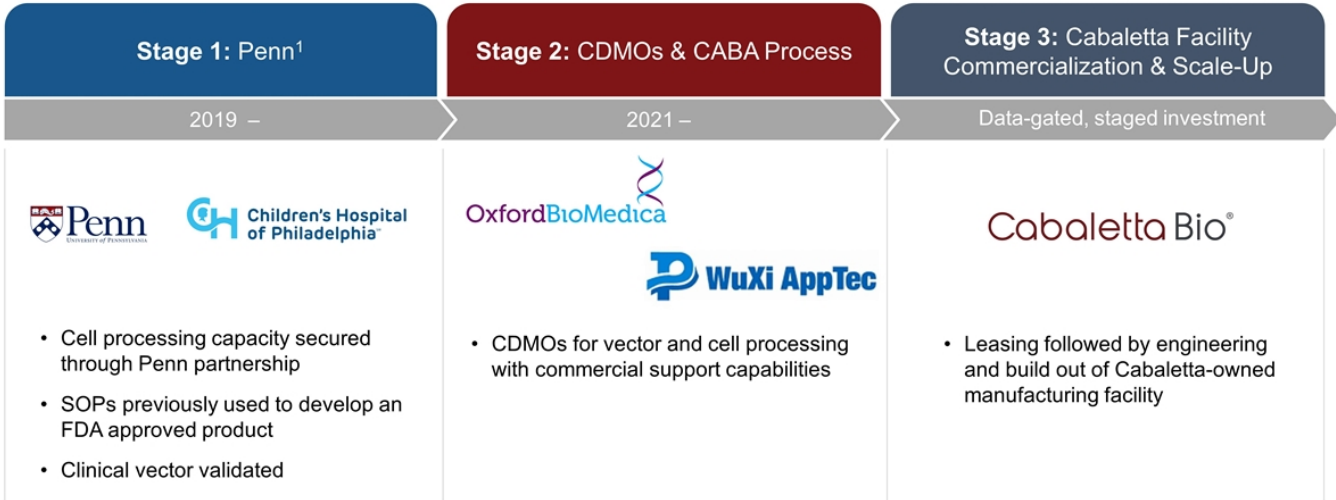 Stage 1: Penn¹
2019 –
Penn
UNIVERSITY of PENNSYLVANIA
CH Children's Hospital
of Philadelphia™
• Cell processing capacity secured
through Penn partnership
• SOPs previously used to develop an
FDA approved product
• Clinical vector validated
Stage 2: CDMOs & CABA Process
2021 –
OxfordBioMedica
WuXi AppTec
• CDMOs for vector and cell processing
with commercial support capabilities
Stage 3: Cabaletta Facility
Commercialization & Scale-Up
Data-gated, staged investment
Cabaletta Bio®
• Leasing followed by engineering
and build out of Cabaletta-owned
manufacturing facility